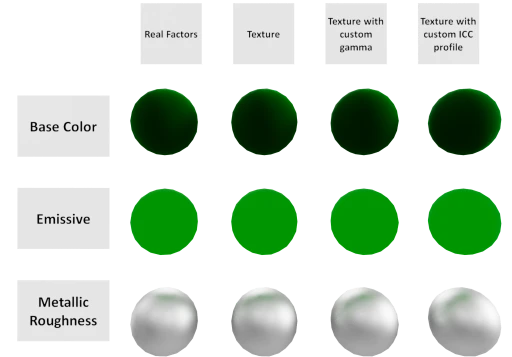 Real Factors
Texture
Texture with
custom
gamma
Texture with
custom ICC
profile
Base Color
Emissive
Metallic
Roughness